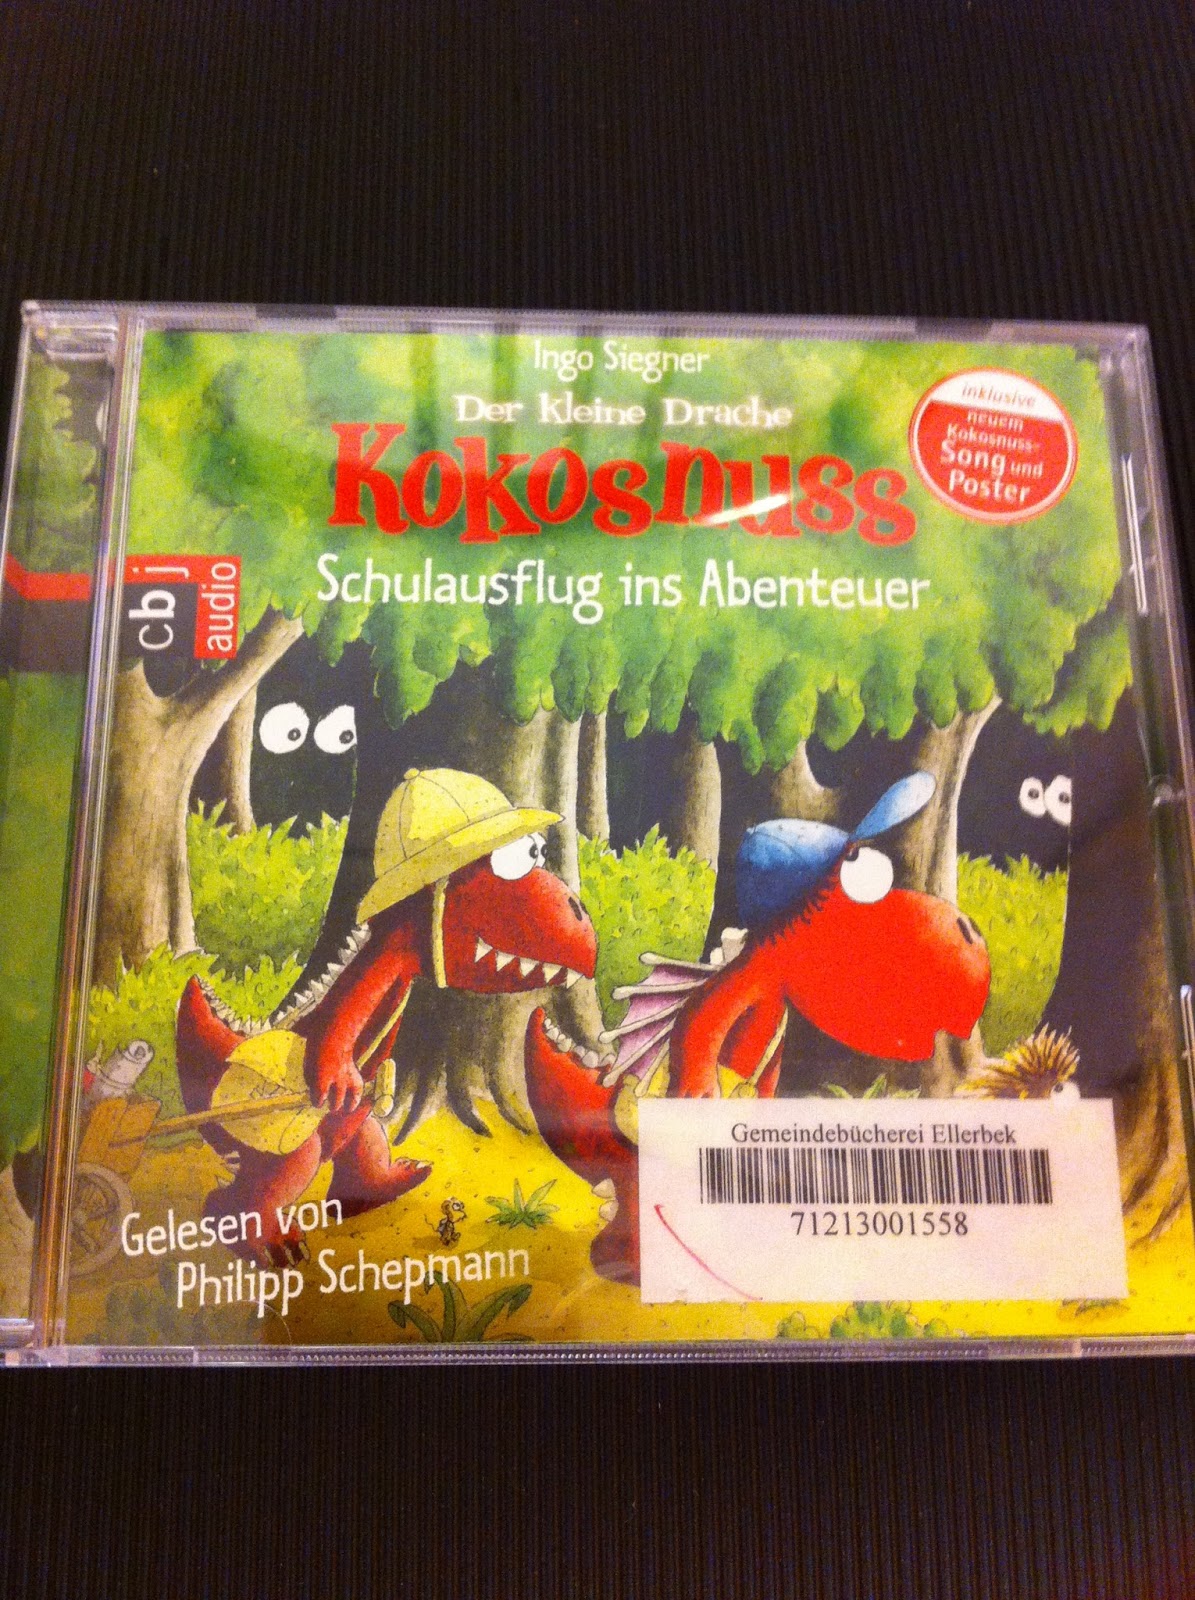 Ingo Siegner
Der kleine Drache
Kokosnuss
Schulausflug ins Abenteuer
inklusive
neuem
Kokosnuss-
Song und
Poster
cbj
audio
Gemeindebücherei Ellerbek
71213001558
Gelesen von
Philipp Schepmann